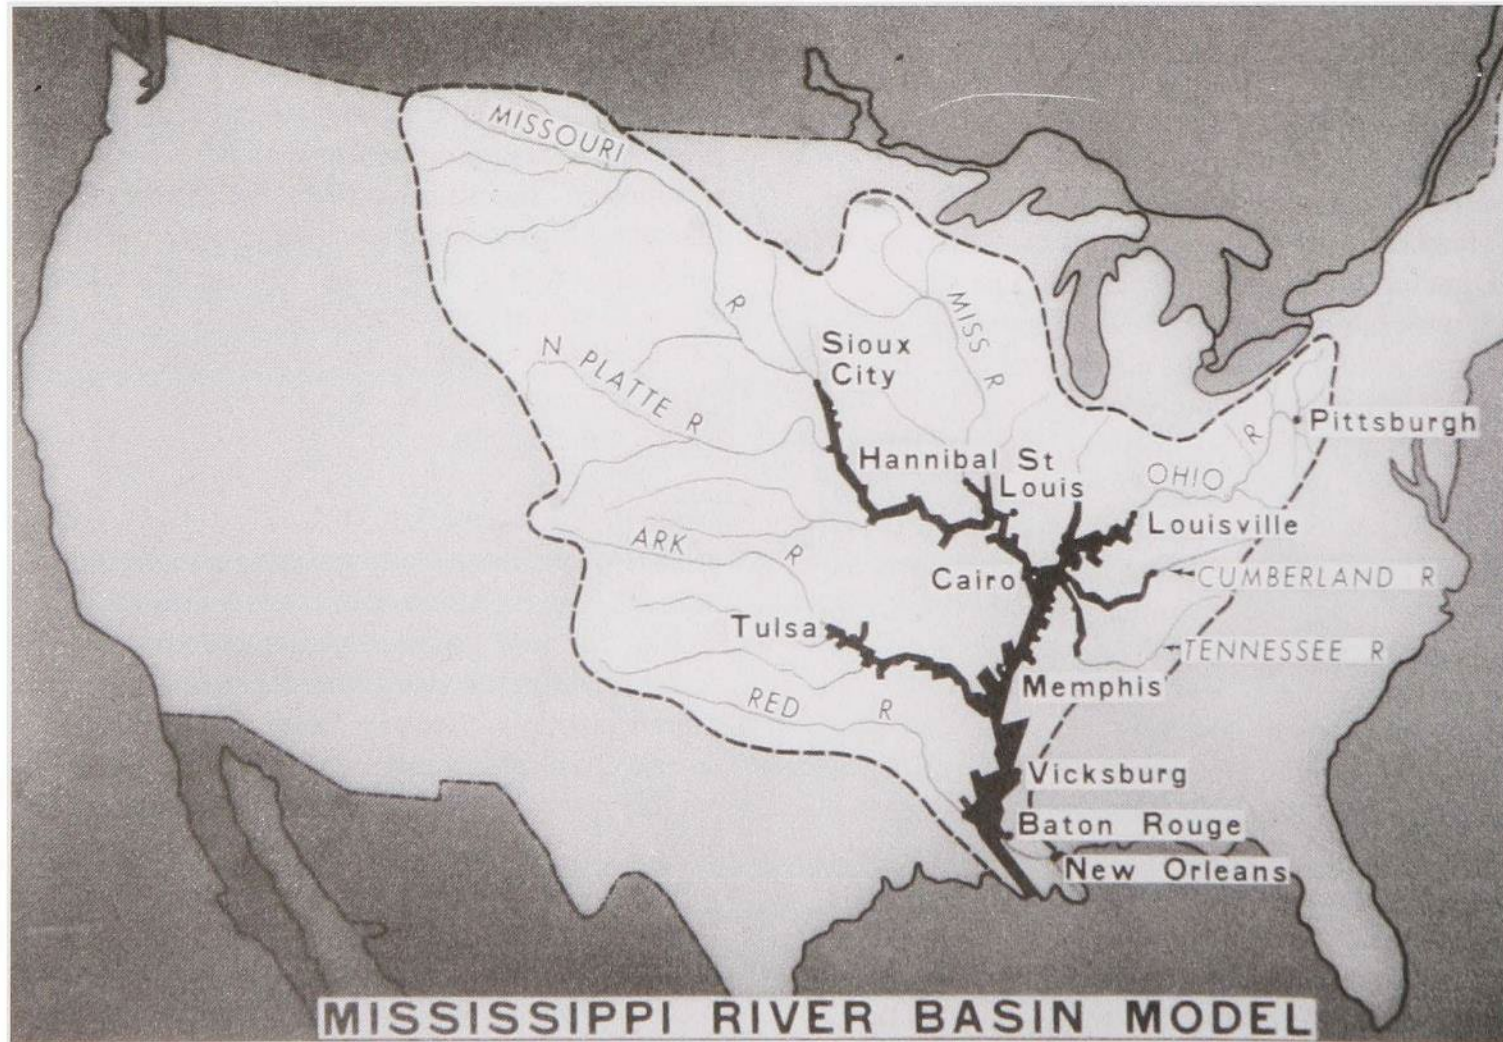 MISSOURI
R
N PLATTE R
MISS R
Sioux
City
Pittsburgh
Hannibal St
Louis
OHIO
R
Louisville
ARK
R
Cairo
CUMBERLAND R
Tulsa
TENNESSEE R
Memphis
RED
R
Vicksburg
Baton Rouge
New Orleans
MISSISSIPPI RIVER BASIN MODEL